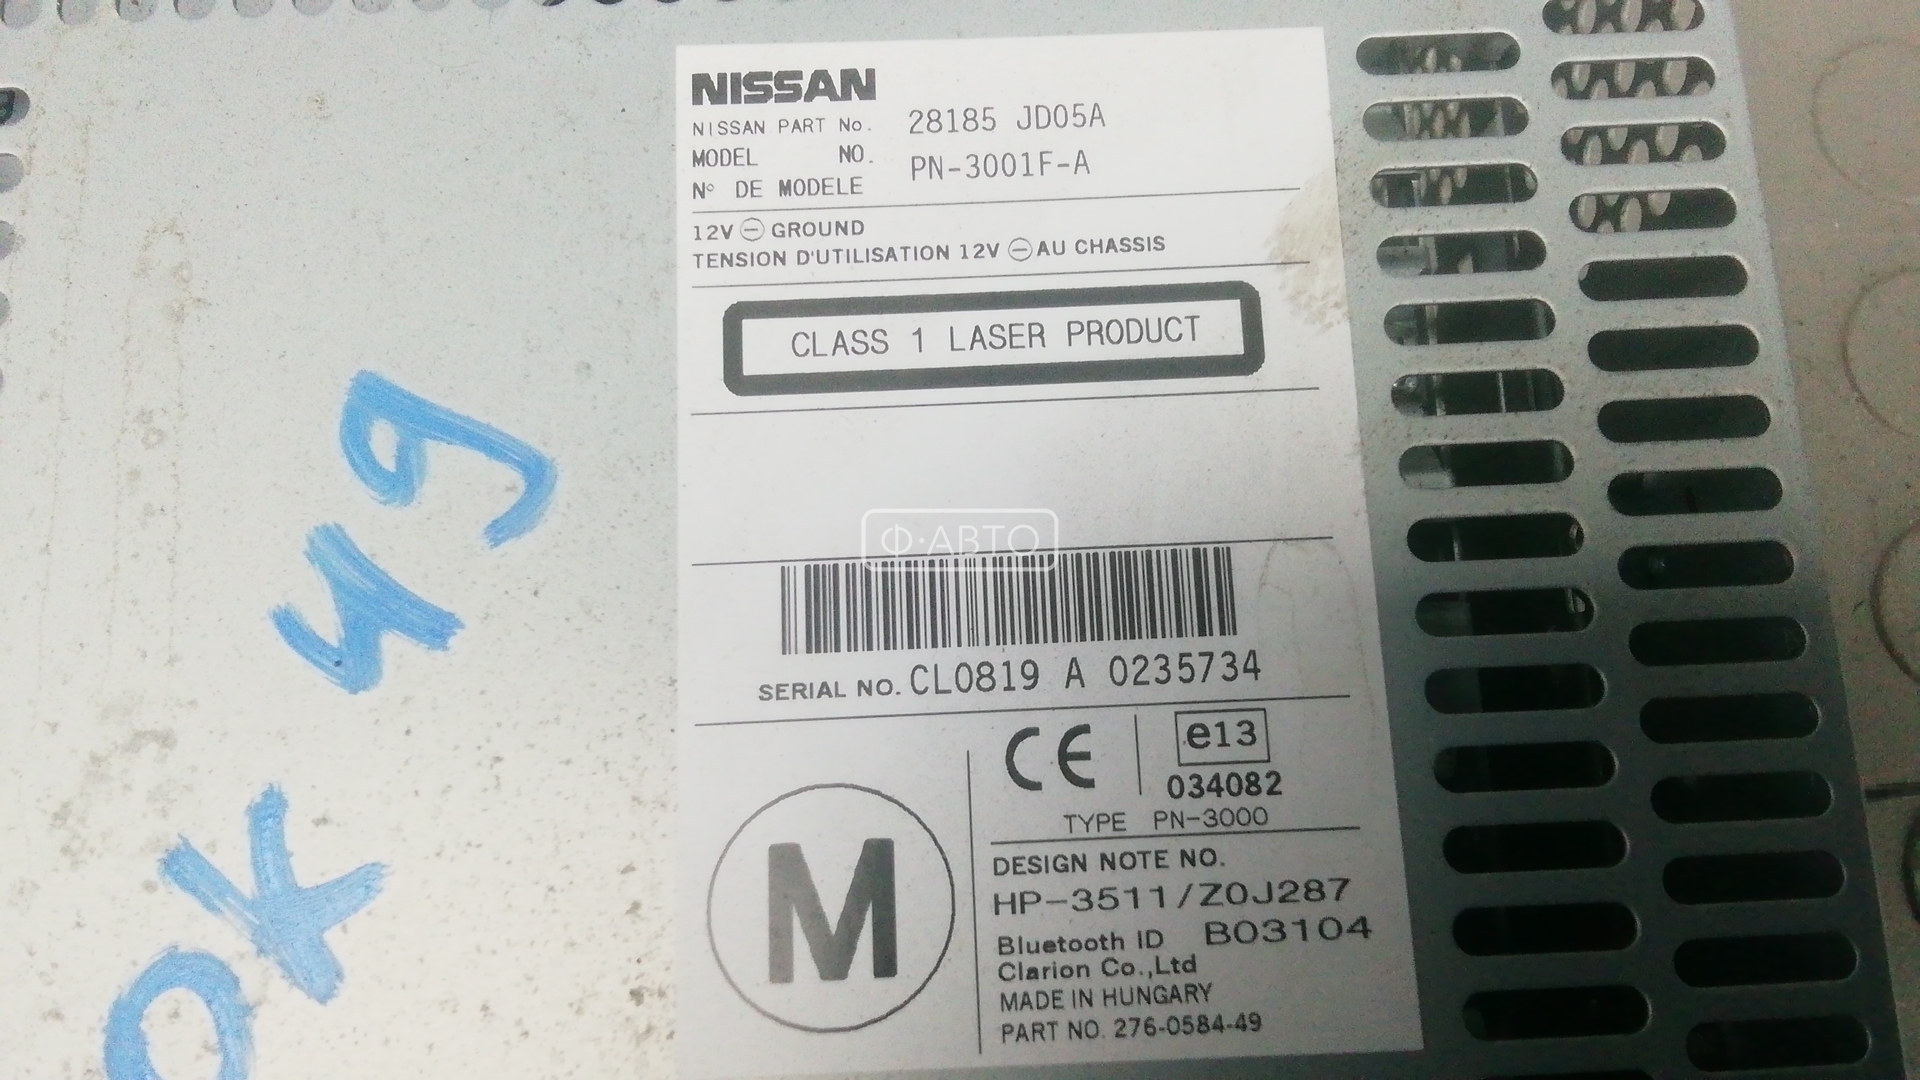 NISSAN
NISSAN PART No. 28185 JD05A
MODEL NO. PN-3001F-A
N° DE MODELE
12V ⊖ GROUND
TENSION D'UTILISATION 12V ⊖ AU CHASSIS
CLASS 1 LASER PRODUCT
Ф·АВТО
SERIAL NO. CL0819 A 0235734
CE e13
034082
TYPE PN-3000
M
DESIGN NOTE NO.
HP-3511/Z0J287
Bluetooth ID B03104
Clarion Co.,Ltd
MADE IN HUNGARY
PART NO. 276-0584-49
OK 49